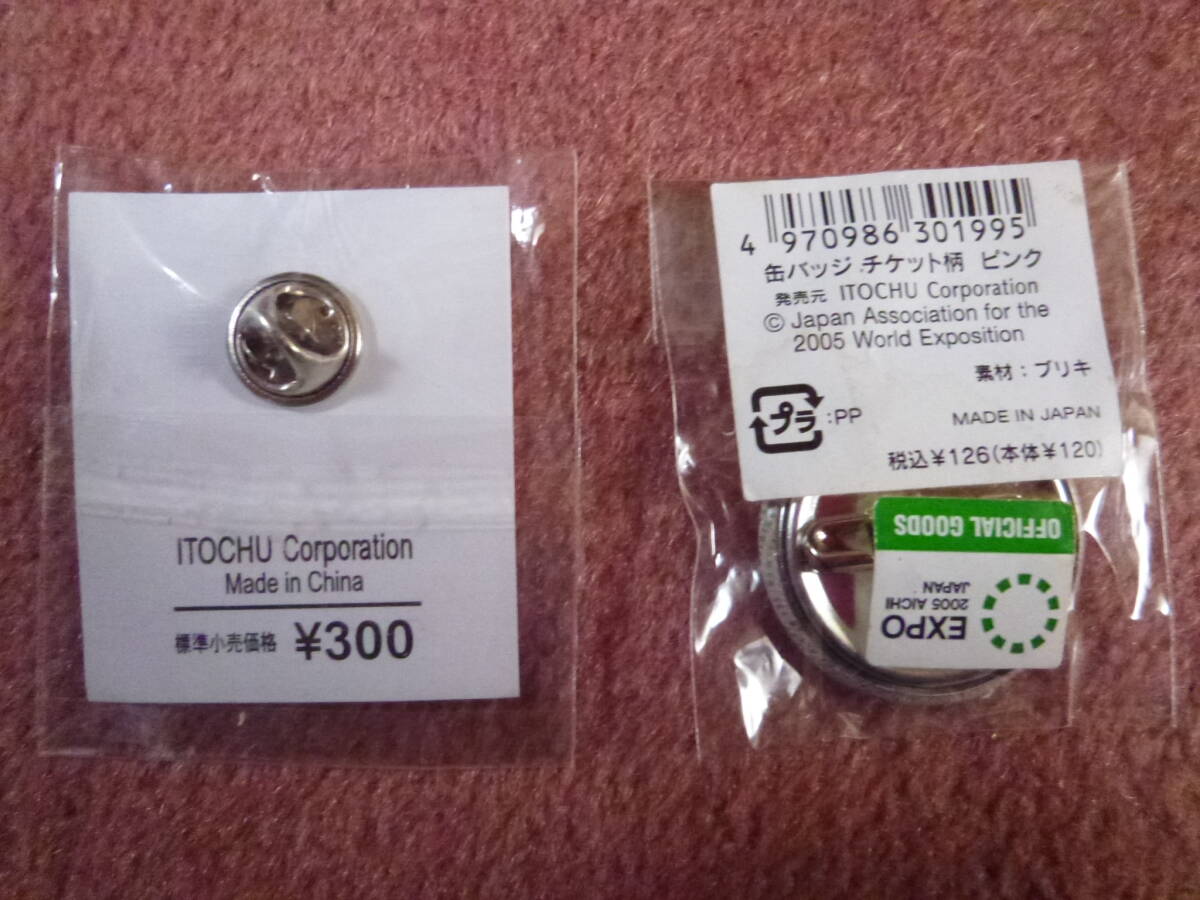 ITOCHU Corporation
Made in China
標準小売価格 ¥300
4 970986 301995
缶バッジ チケット柄 ピンク
発売元 ITOCHU Corporation
© Japan Association for the
2005 World Exposition
素材:ブリキ
プラ :PP
MADE IN JAPAN
税込¥126(本体¥120)
OFFICIAL GOODS
EXPO
2005 AICHI
JAPAN